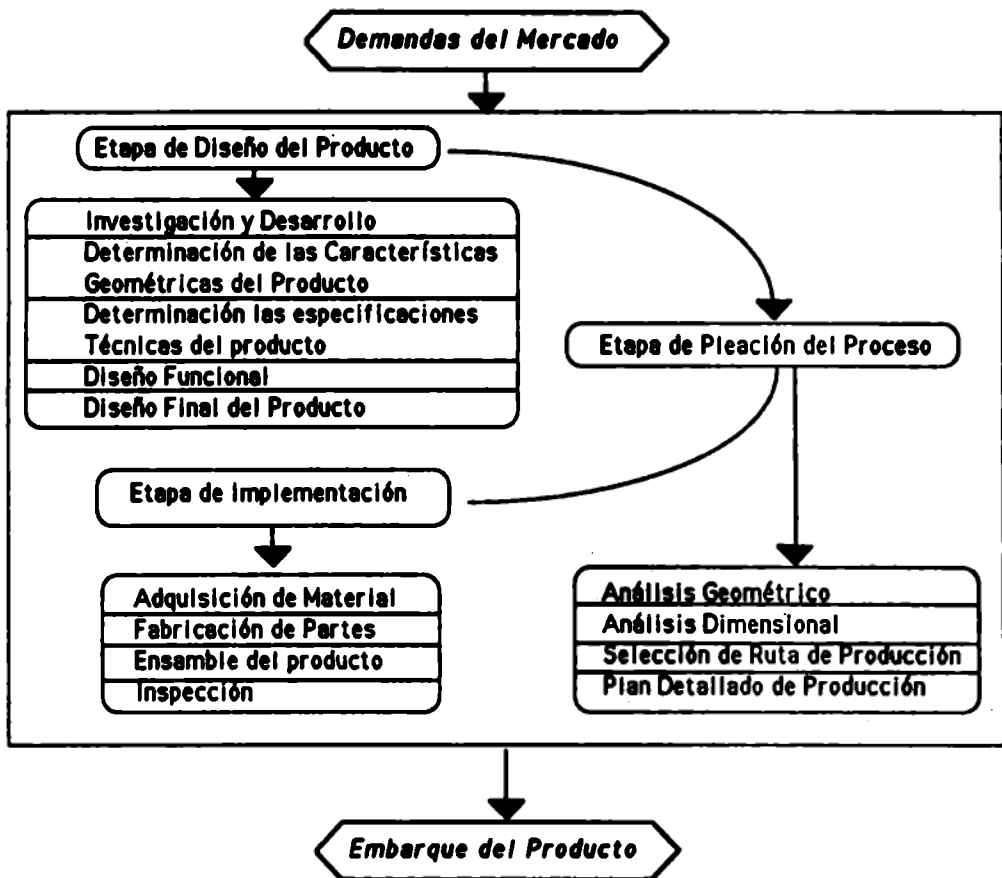 Demandas del Mercado
Etapa de Diseño del Producto
Investigación y Desarrollo
Determinación de las Características
Geométricas del Producto
Determinación las especificaciones
Técnicas del producto
Diseño Funcional
Diseño Final del Producto
Etapa de Pleación del Proceso
Etapa de Implementación
Adquisición de Material
Fabricación de Partes
Ensamble del producto
Inspección
Análisis Geométrico
Análisis Dimensional
Selección de Ruta de Producción
Plan Detallado de Producción
Embarque del Producto